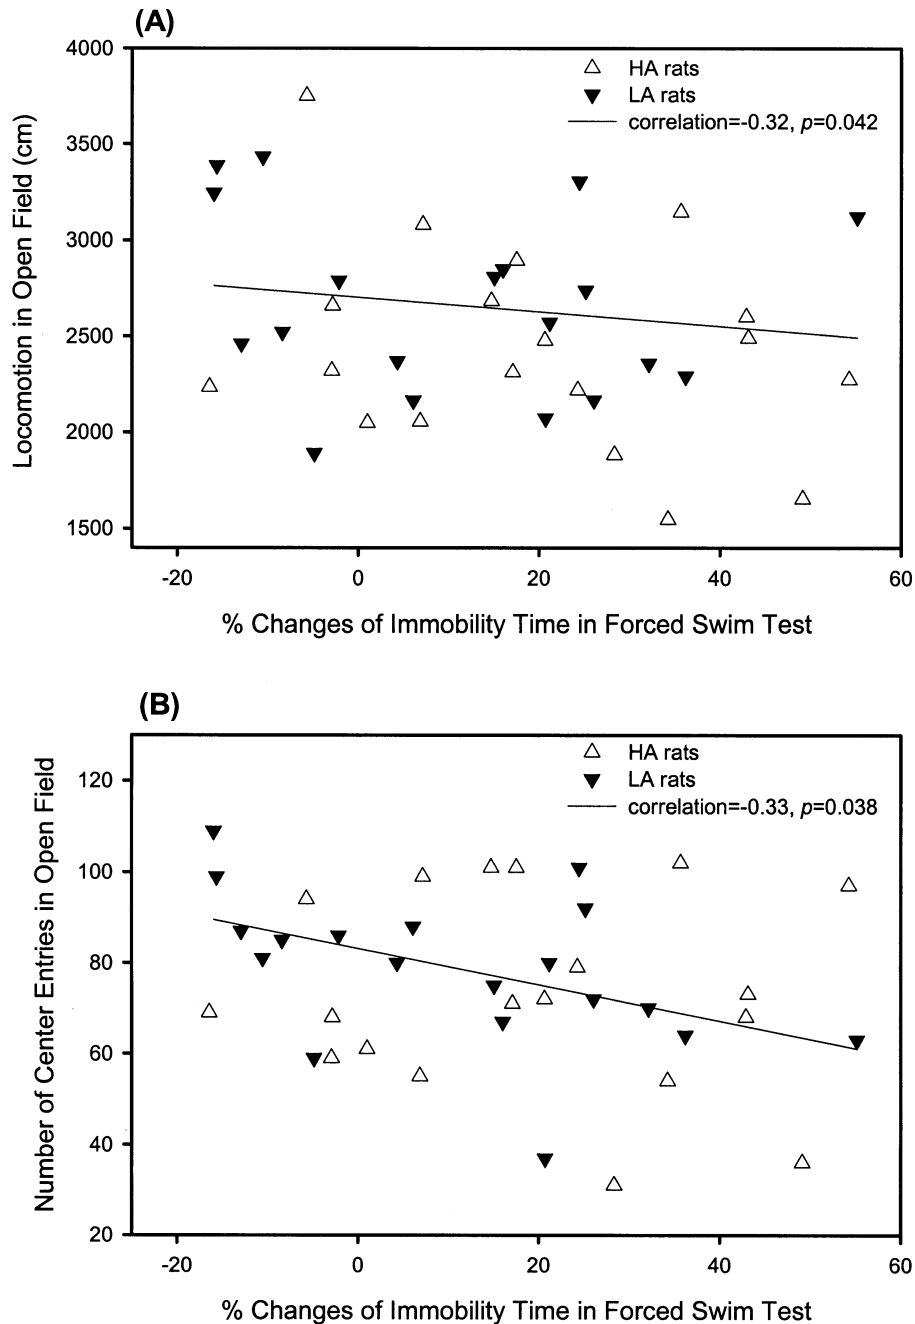 (A)
4000
3500
3000
2500
2000
1500
Locomotion in Open Field (cm)
HA rats
LA rats
correlation=-0.32, p=0.042
-20 0 20 40 60
% Changes of Immobility Time in Forced Swim Test
(B)
120
100
80
60
40
20
Number of Center Entries in Open Field
HA rats
LA rats
correlation=-0.33, p=0.038
-20 0 20 40 60
% Changes of Immobility Time in Forced Swim Test